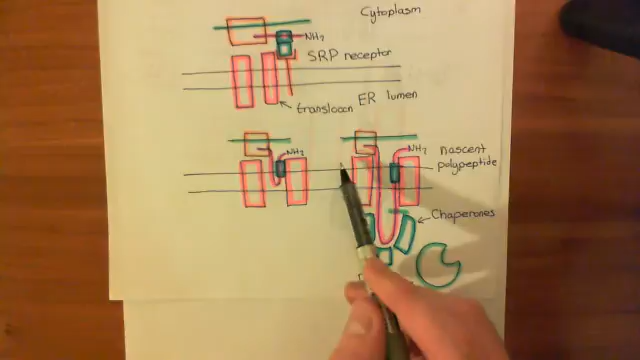 Cytoplasm
NH₂
SRP receptor
ER lumen
translocon
NH₂
NH₂
nascent
polypeptide
Chaperones